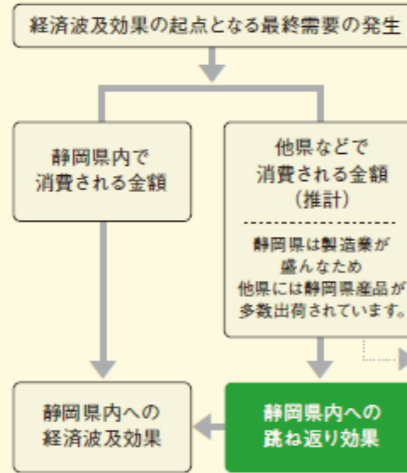 経済波及効果の起点となる最終需要の発生
静岡県内で
消費される金額
他県などで
消費される金額
(推計)
静岡県は製造業が
盛んなため
他県には静岡県産品が
多数出荷されています。
静岡県内への
経済波及効果
静岡県内への
跳ね返り効果